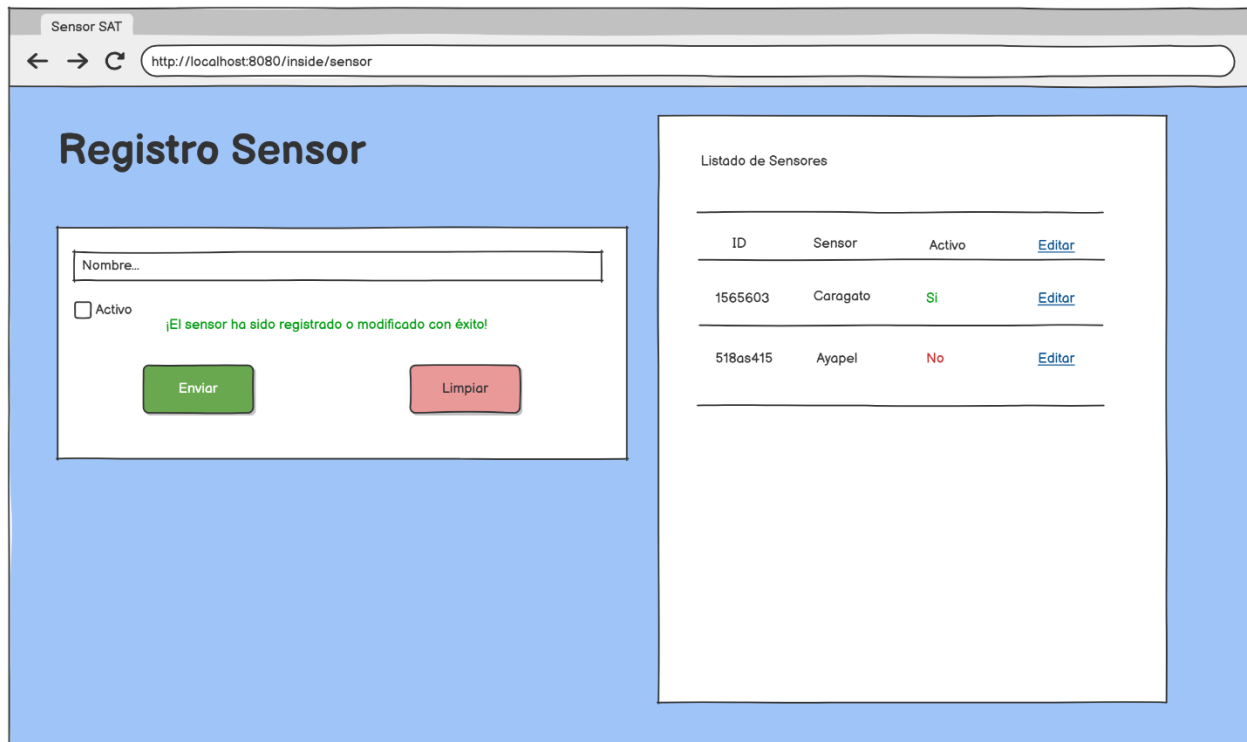 Sensor SAT
http://localhost:8080/inside/sensor
Registro Sensor
Nombre...
Activo
¡El sensor ha sido registrado o modificado con éxito!
Enviar Limpiar
Listado de Sensores
ID Sensor Activo Editar
1565603 Caragato Si Editar
518as415 Ayapel No Editar